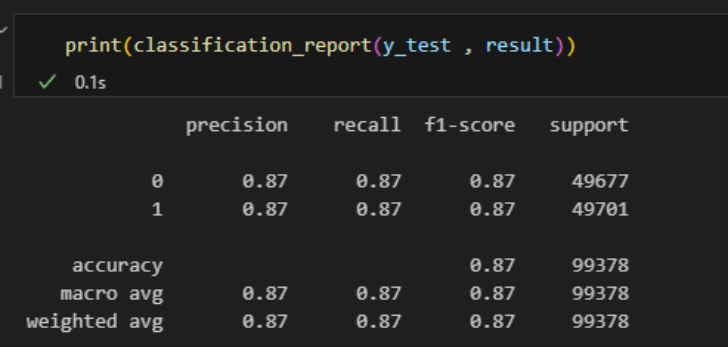 print(classification_report(y_test , result))
0.1s
precision recall f1-score support
0 0.87 0.87 0.87 49677
1 0.87 0.87 0.87 49701
accuracy 0.87 99378
macro avg 0.87 0.87 0.87 99378
weighted avg 0.87 0.87 0.87 99378